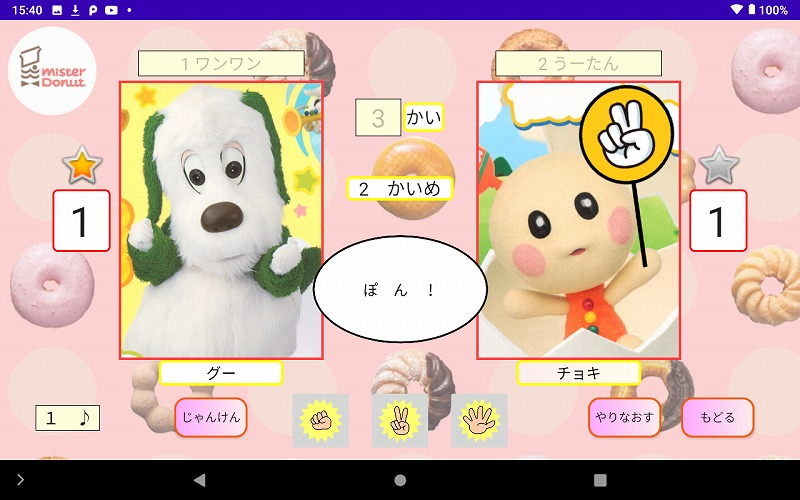 15:40
100%
mister
Donut
1 ワンワン
2 うーたん
3 かい
2 かいめ
1
1
ぽ ん ！
グー
チョキ
1 ♪
じゃんけん
やりなおす
もどる